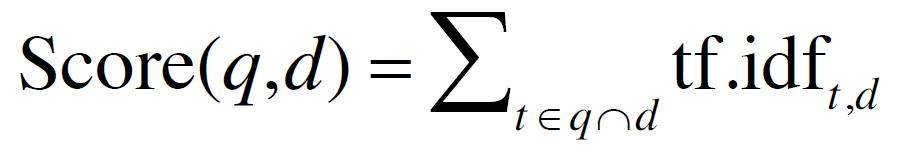 Score(q,d) = ∑_{t∈q∩d} tf.idf_{t,d}